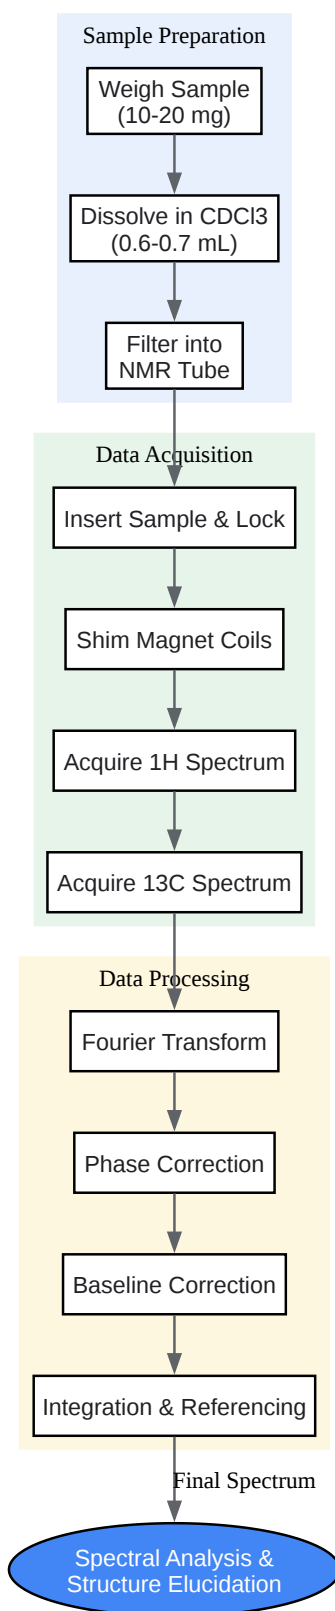 Sample Preparation
Weigh Sample
(10-20 mg)
Dissolve in CDCl3
(0.6-0.7 mL)
Filter into
NMR Tube
Data Acquisition
Insert Sample & Lock
Shim Magnet Coils
Acquire 1H Spectrum
Acquire 13C Spectrum
Data Processing
Fourier Transform
Phase Correction
Baseline Correction
Integration & Referencing
Final Spectrum
Spectral Analysis &
Structure Elucidation